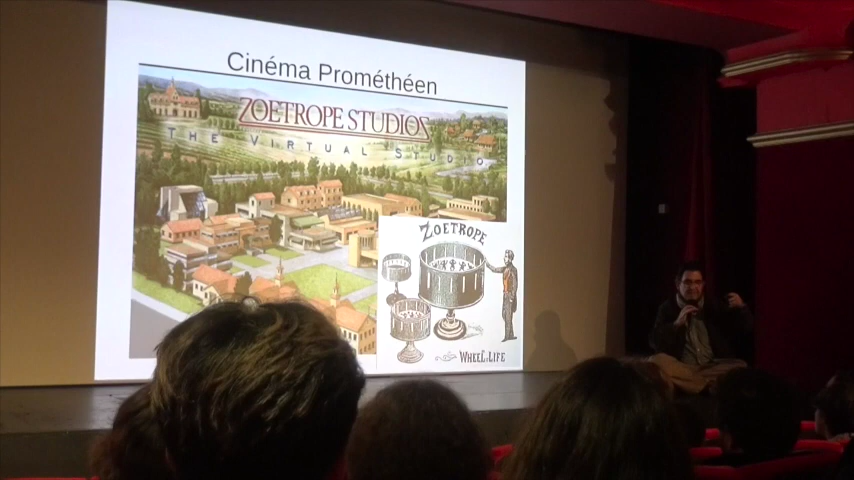 Cinéma Prométhéen
ZOETROPE STUDIOS
THE VIRTUAL STUDIO
ZOETROPE
WHEEL of LIFE